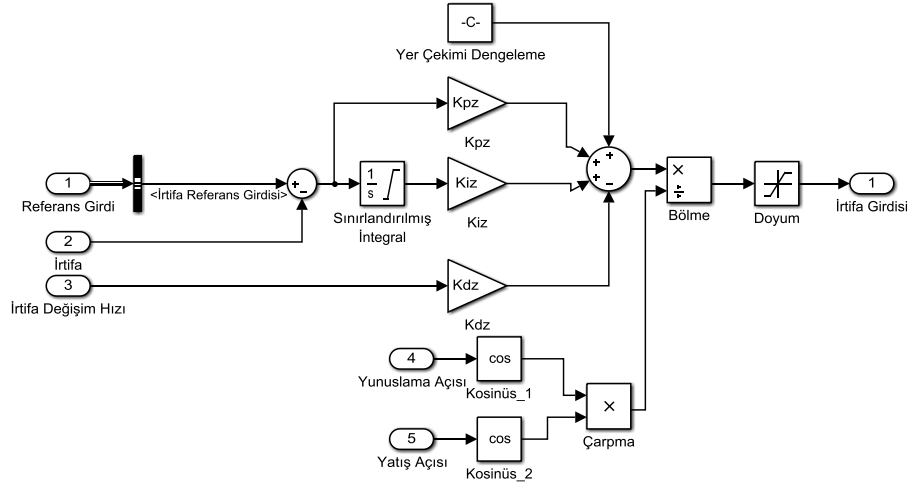 -C-
Yer Çekimi Dengeleme
Kpz
Kpz
+
+
+
−
×
÷
Bölme
Doyum
1
İrtifa Girdisi
1
Referans Girdi
<İrtifa Referans Girdisi>
+
−
1
s
Sınırlandırılmış
İntegral
Kiz
Kiz
2
İrtifa
3
İrtifa Değişim Hızı
Kdz
Kdz
4
Yunuslama Açısı
cos
Kosinüs_1
×
Çarpma
5
Yatış Açısı
cos
Kosinüs_2